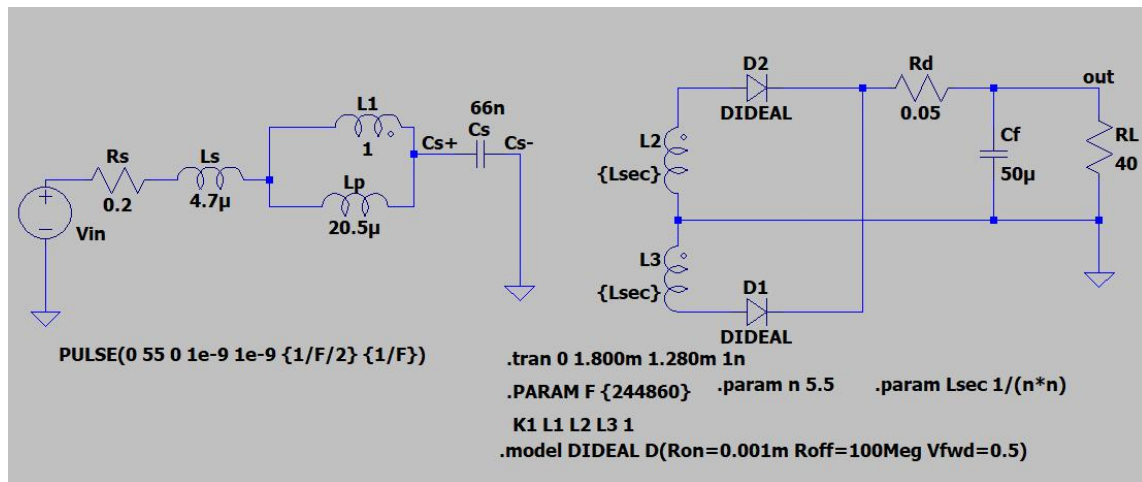 D2
Rd
out
DIDEAL
0.05
L1
66n
Cs
1
Cs+
Cs-
L2
Cf
RL
Rs
Ls
{Lsec}
50µ
40
0.2
4.7µ
Lp
20.5µ
Vin
L3
{Lsec}
D1
DIDEAL
PULSE(0 55 0 1e-9 1e-9 {1/F/2} {1/F})
.tran 0 1.800m 1.280m 1n
.PARAM F {244860}
.param n 5.5
.param Lsec 1/(n*n)
K1 L1 L2 L3 1
.model DIDEAL D(Ron=0.001m Roff=100Meg Vfwd=0.5)